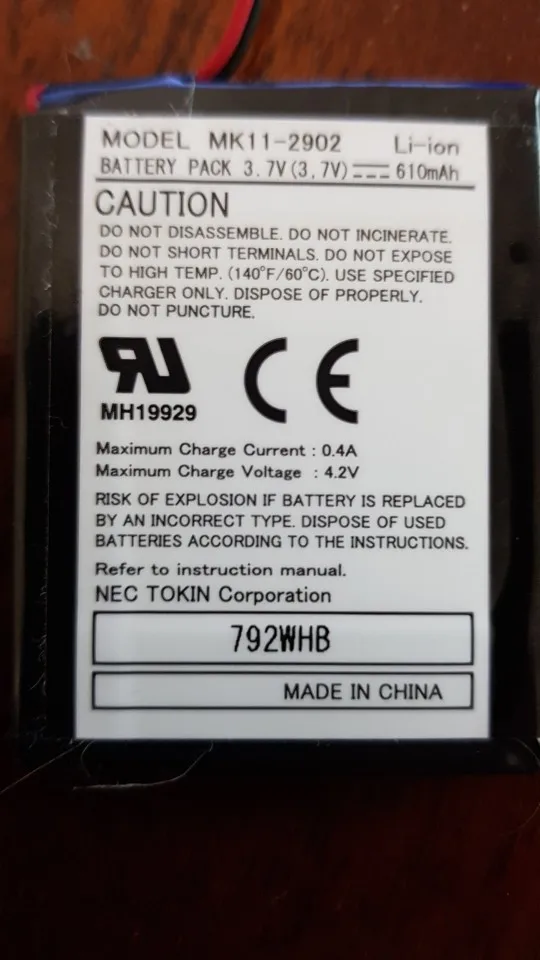 MODEL MK11-2902 Li-ion
BATTERY PACK 3.7V(3.7V)⎓ 610mAh
CAUTION
DO NOT DISASSEMBLE. DO NOT INCINERATE.
DO NOT SHORT TERMINALS. DO NOT EXPOSE
TO HIGH TEMP. (140°F/60°C). USE SPECIFIED
CHARGER ONLY. DISPOSE OF PROPERLY.
DO NOT PUNCTURE.
RU CE
MH19929
Maximum Charge Current : 0.4A
Maximum Charge Voltage : 4.2V
RISK OF EXPLOSION IF BATTERY IS REPLACED
BY AN INCORRECT TYPE. DISPOSE OF USED
BATTERIES ACCORDING TO THE INSTRUCTIONS.
Refer to instruction manual.
NEC TOKIN Corporation
792WHB
MADE IN CHINA